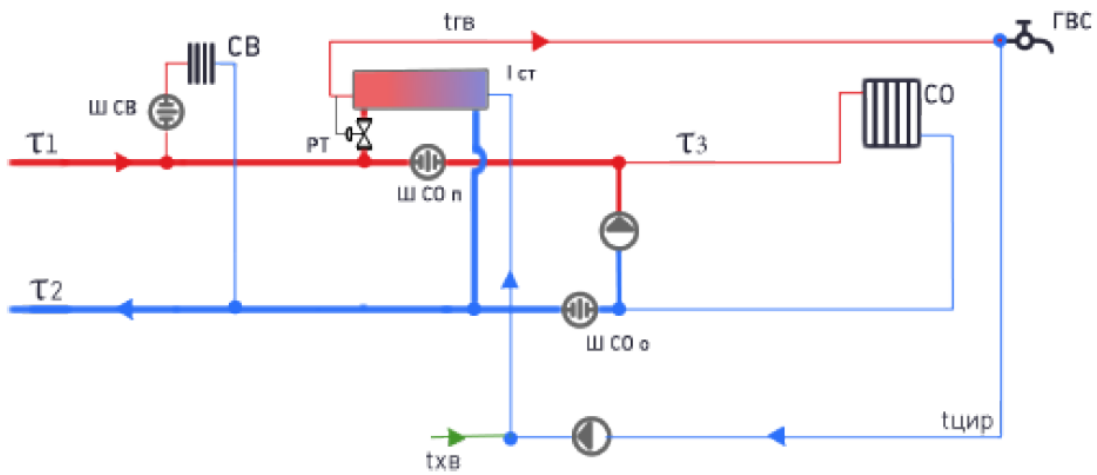 tгв
ГВС
СВ
I ст
Ш СВ
СО
РТ
τ1
τ3
Ш СО п
τ2
Ш СО о
tцир
tхв